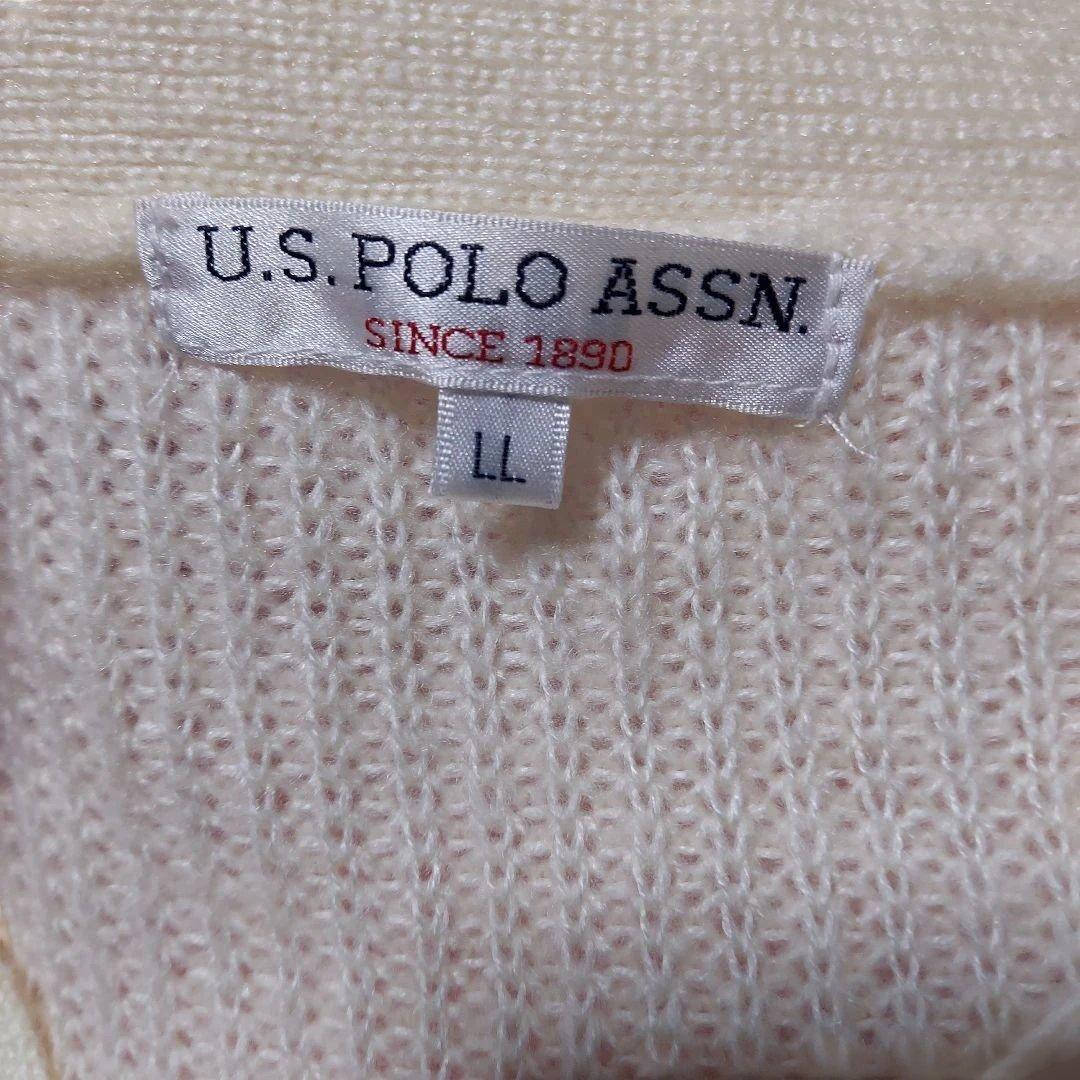 U.S. POLO ASSN.
SINCE 1890
LL